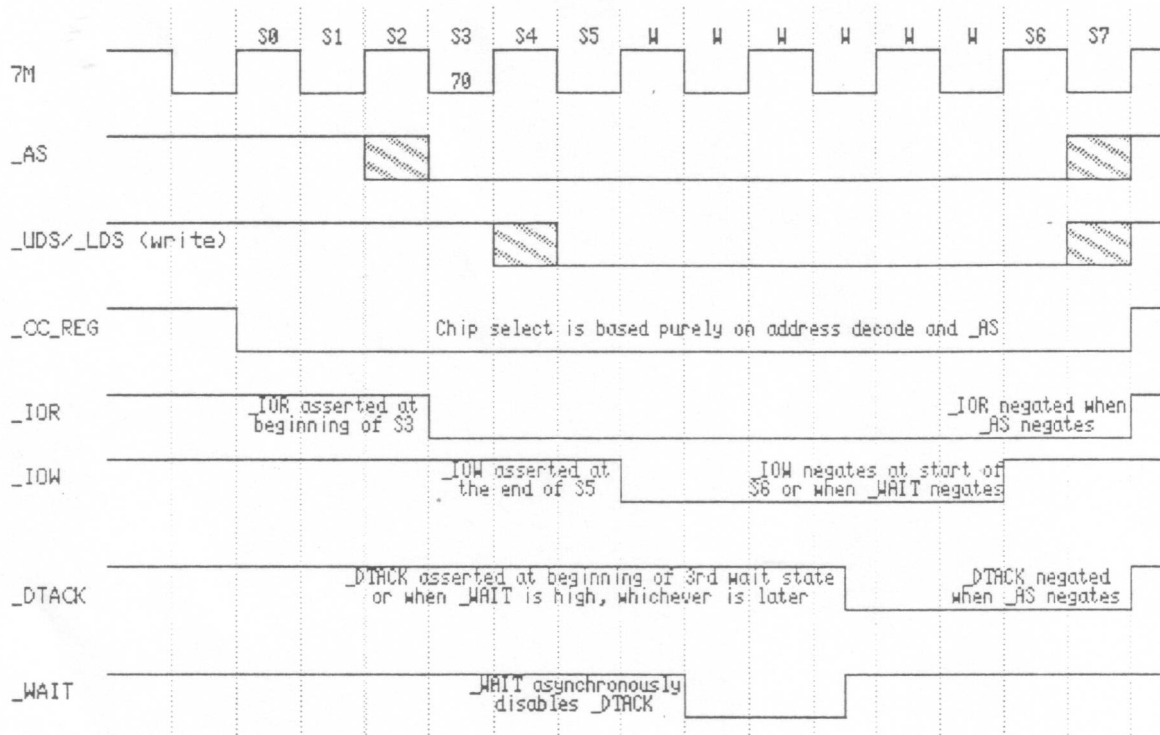 S0 S1 S2 S3 S4 S5 W W W W W W S6 S7
7M
70
_AS
_UDS/_LDS (write)
_CC_REG
Chip select is based purely on address decode and _AS
_IOR
_IOR asserted at
beginning of S3
_IOR negated when
_AS negates
_IOW
_IOW asserted at
the end of S5
_IOW negates at start of
S6 or when _WAIT negates
_DTACK
_DTACK asserted at beginning of 3rd wait state
or when _WAIT is high, whichever is later
_DTACK negated
when _AS negates
_WAIT
_WAIT asynchronously
disables _DTACK